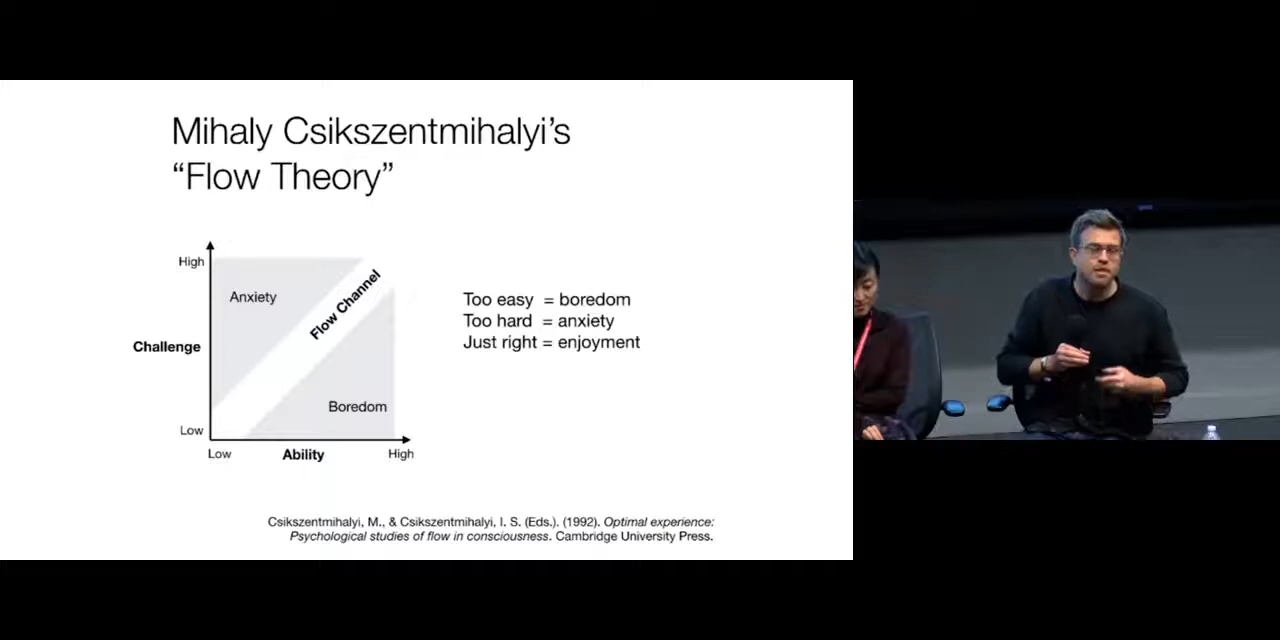 Mihaly Csikszentmihalyi’s
“Flow Theory”
High
Anxiety
Flow Channel
Challenge
Boredom
Low
Low
Ability
High
Too easy = boredom
Too hard = anxiety
Just right = enjoyment
Csikszentmihalyi, M., & Csikszentmihalyi, I. S. (Eds.). (1992). Optimal experience:
Psychological studies of flow in consciousness. Cambridge University Press.